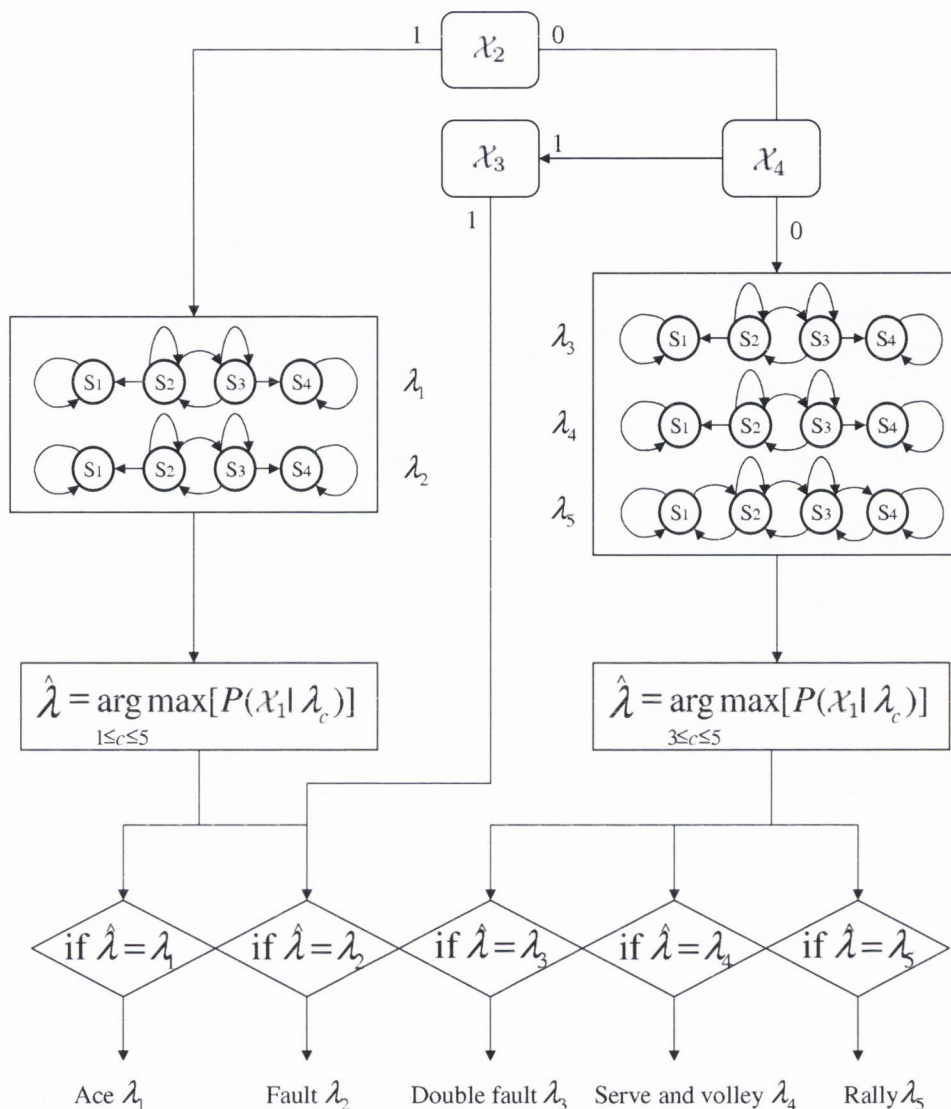 1 𝒳₂ 0
𝒳₃ 1 𝒳₄
1
0
S1 S2 S3 S4 λ₁
S1 S2 S3 S4 λ₂
λ₃ S1 S2 S3 S4
λ₄ S1 S2 S3 S4
λ₅ S1 S2 S3 S4
λ̂ = arg max[P(𝒳₁| λ_c)]
1≤c≤5
λ̂ = arg max[P(𝒳₁| λ_c)]
3≤c≤5
if λ̂ = λ₁
if λ̂ = λ₂
if λ̂ = λ₃
if λ̂ = λ₄
if λ̂ = λ₅
Ace λ₁
Fault λ₂
Double fault λ₃
Serve and volley λ₄
Rally λ₅